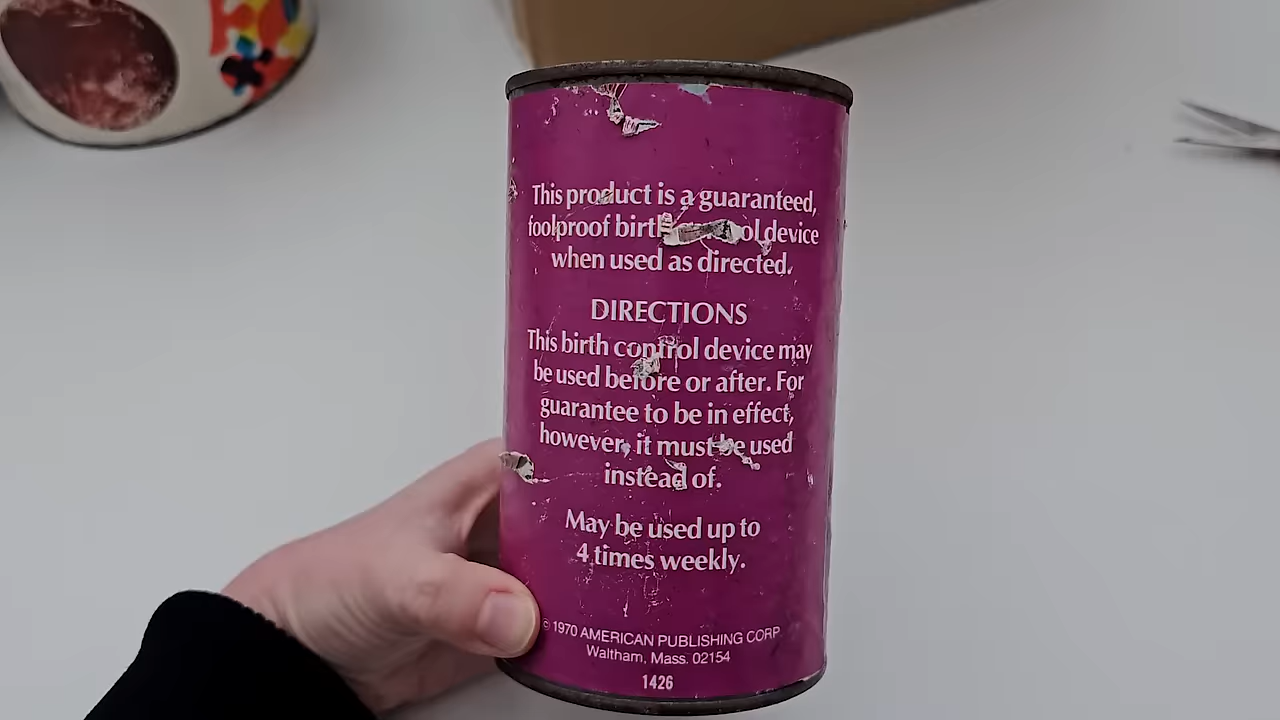 This product is a guaranteed,
foolproof birth control device
when used as directed.
DIRECTIONS
This birth control device may
be used before or after. For
guarantee to be in effect,
however, it must be used
instead of.
May be used up to
4 times weekly.
© 1970 AMERICAN PUBLISHING CORP.
Waltham, Mass. 02154
1426